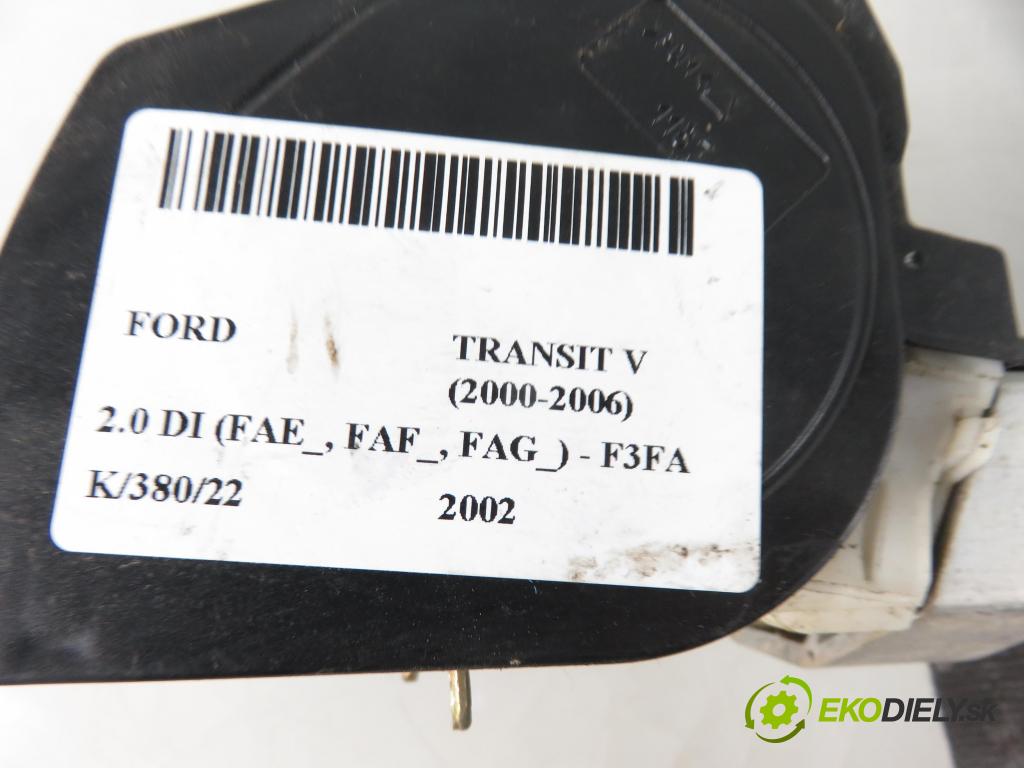 FORD
TRANSIT V
(2000-2006)
2.0 DI (FAE_, FAF_, FAG_) - F3FA
K/380/22 2002
EKODIELY.sk